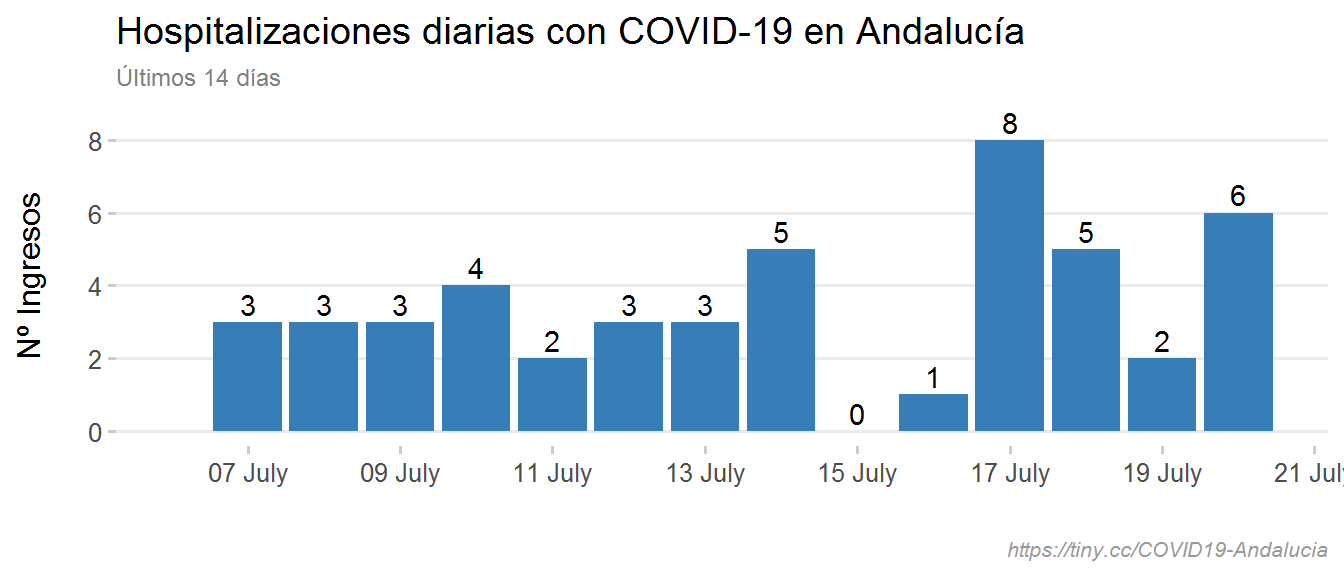 Hospitalizaciones diarias con COVID-19 en Andalucía
Últimos 14 días
Nº Ingresos
8
6
4
2
0
3
3
3
4
2
3
3
5
0
1
8
5
2
6
07 July
09 July
11 July
13 July
15 July
17 July
19 July
21 July
https://tiny.cc/COVID19-Andalucia